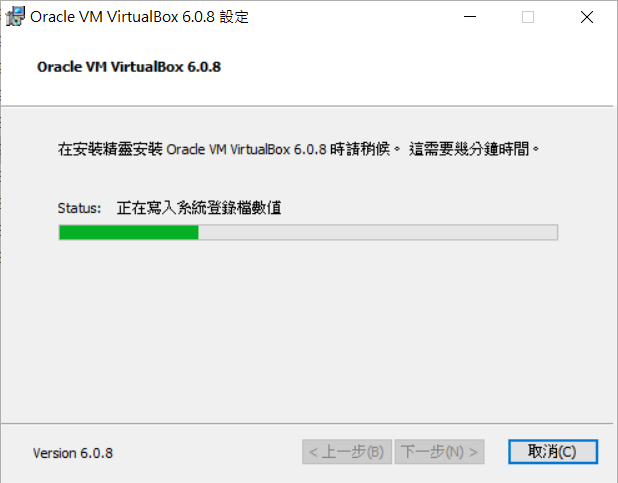 Oracle VM VirtualBox 6.0.8 設定
Oracle VM VirtualBox 6.0.8
在安裝精靈安裝 Oracle VM VirtualBox 6.0.8 時請稍候。 這需要幾分鐘時間。
Status: 正在寫入系統登錄檔數值
Version 6.0.8
< 上一步(B) 下一步(N) > 取消(C)